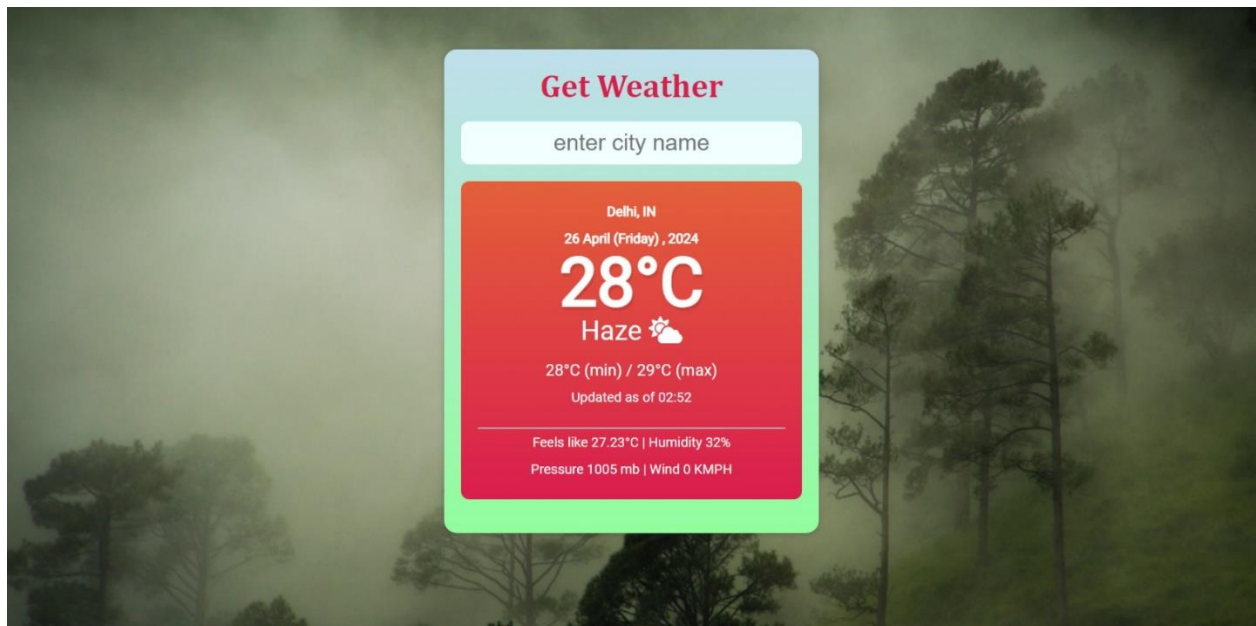 Get Weather
enter city name
Delhi, IN
26 April (Friday) , 2024
28°C
Haze
28°C (min) / 29°C (max)
Updated as of 02:52
Feels like 27.23°C | Humidity 32%
Pressure 1005 mb | Wind 0 KMPH